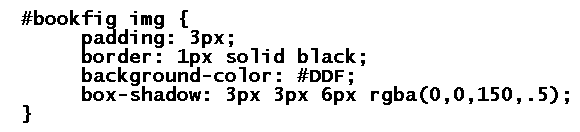 #bookfig img {
     padding: 3px;
     border: 1px solid black;
     background-color: #DDF;
     box-shadow: 3px 3px 6px rgba(0,0,150,.5);
}